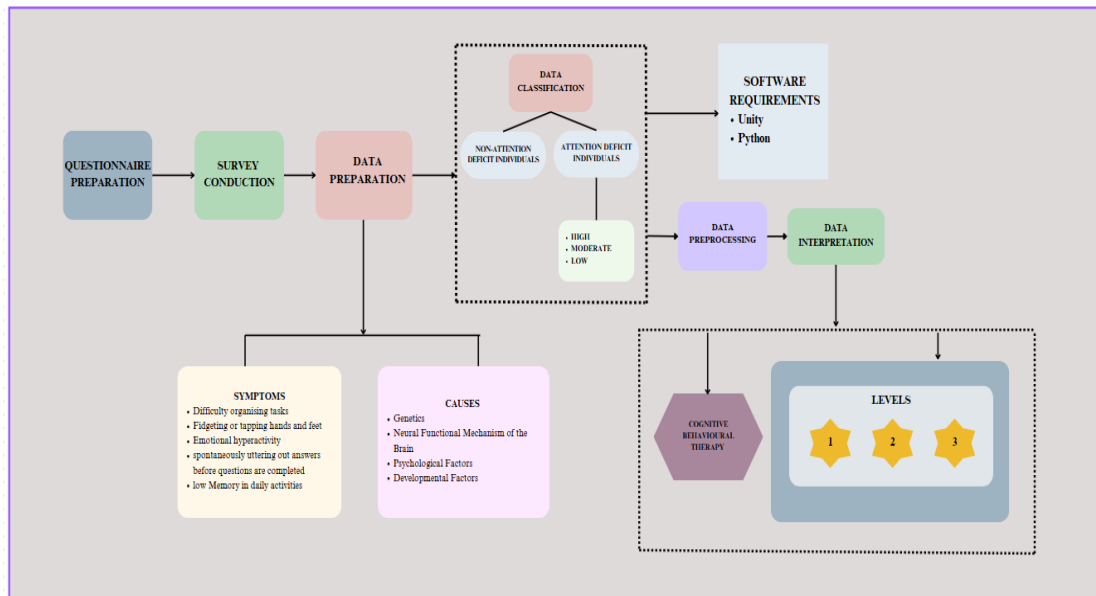 QUESTIONNAIRE
PREPARATION
SURVEY
CONDUCTION
DATA
PREPARATION
DATA
CLASSIFICATION
NON-ATTENTION
DEFICIT INDIVIDUALS
ATTENTION DEFICIT
INDIVIDUALS
• HIGH
• MODERATE
• LOW
SOFTWARE
REQUIREMENTS
• Unity
• Python
DATA
PREPROCESSING
DATA
INTERPRETATION
SYMPTOMS
• Difficulty organising tasks
• Fidgeting or tapping hands and feet
• Emotional hyperactivity
• spontaneously uttering out answers
before questions are completed
• low Memory in daily activities
CAUSES
• Genetics
• Neural Functional Mechanism of the
Brain
• Psychological Factors
• Developmental Factors
COGNITIVE
BEHAVIOURAL
THERAPY
LEVELS
1
2
3